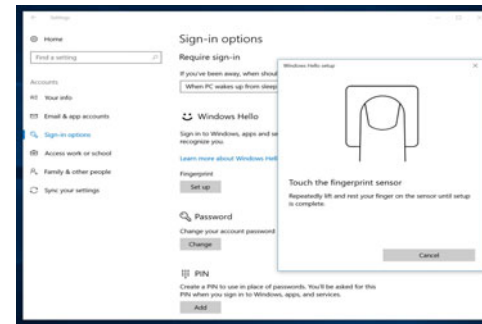 Settings
Home
Find a setting
Accounts
Your info
Email & app accounts
Sign-in options
Access work or school
Family & other people
Sync your settings
Sign-in options
Require sign-in
If you've been away, when shoul
When PC wakes up from sleep
Windows Hello
Sign in to Windows, apps and se
recognize you.
Learn more about Windows Hell
Fingerprint
Set up
Password
Change your account password
Change
PIN
Create a PIN to use in place of passwords. You'll be asked for this
PIN when you sign in to Windows, apps, and services.
Add
Windows Hello setup
Touch the fingerprint sensor
Repeatedly lift and rest your finger on the sensor until setup
is complete.
Cancel